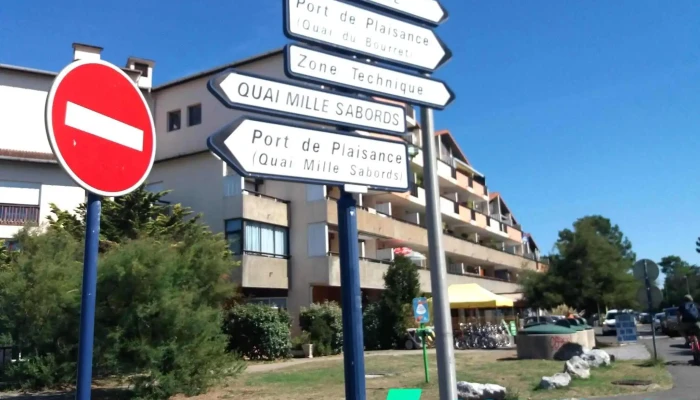 Port de Plaisance
(Quai du Bourret)
Zone Technique
QUAI MILLE SABORDS
Port de Plaisance
(Quai Mille Sabords)